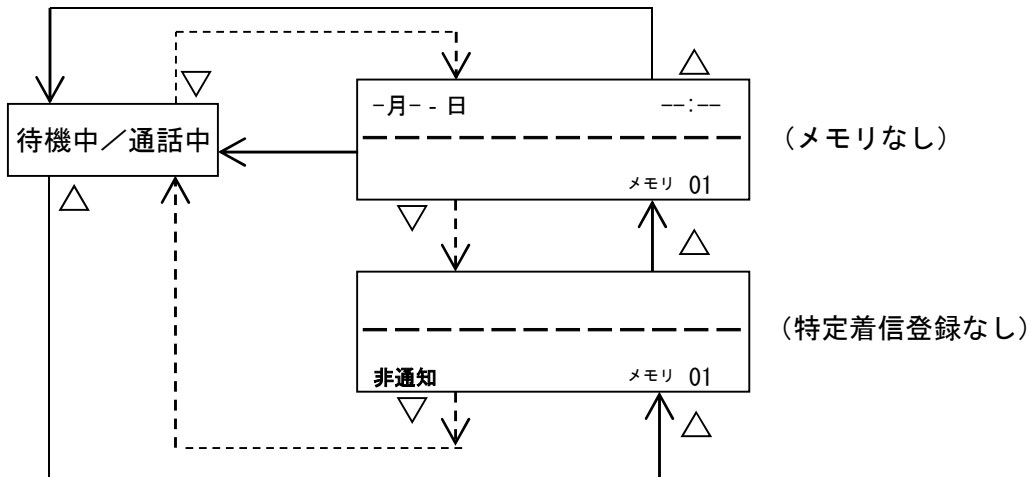 ▽
△
待機中／通話中
△
-月- - 日 --:--
メモリ 01
（メモリなし）
▽
△
非通知
メモリ 01
（特定着信登録なし）
▽
△